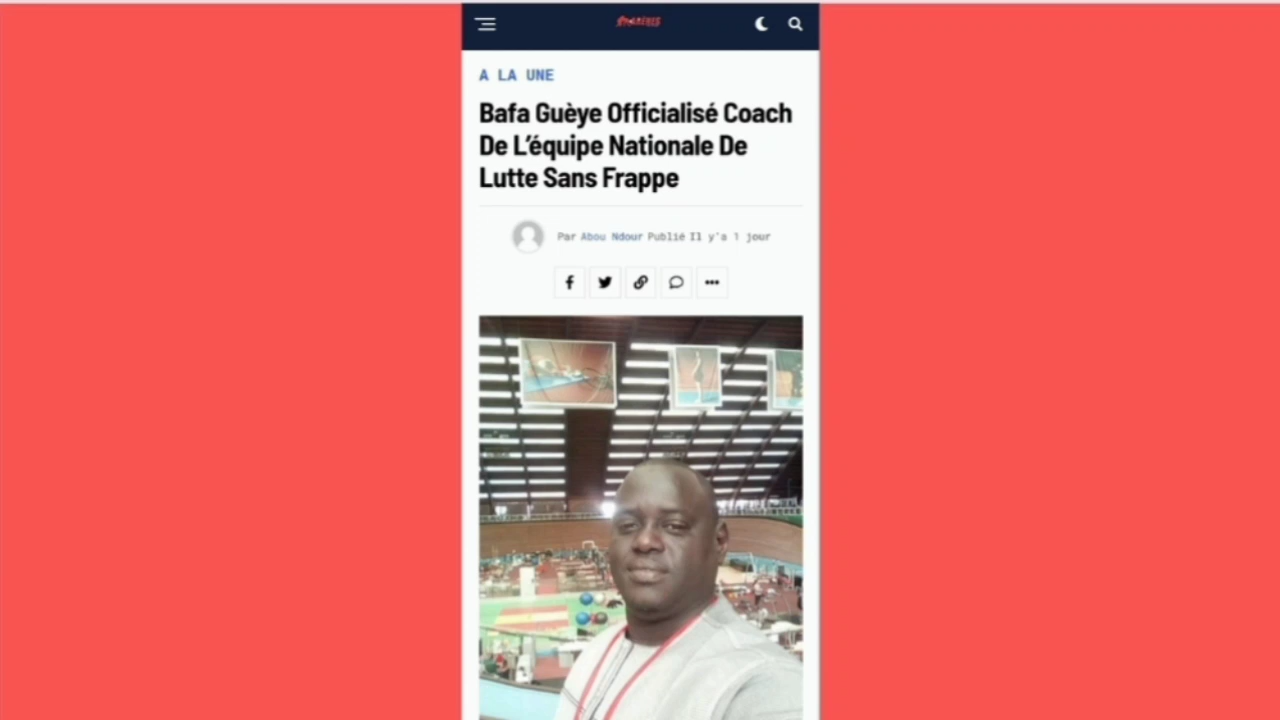 A LA UNE
Bafa Guèye Officialisé Coach
De L'équipe Nationale De
Lutte Sans Frappe
Par Abou Ndour Publié Il y'a 1 jour